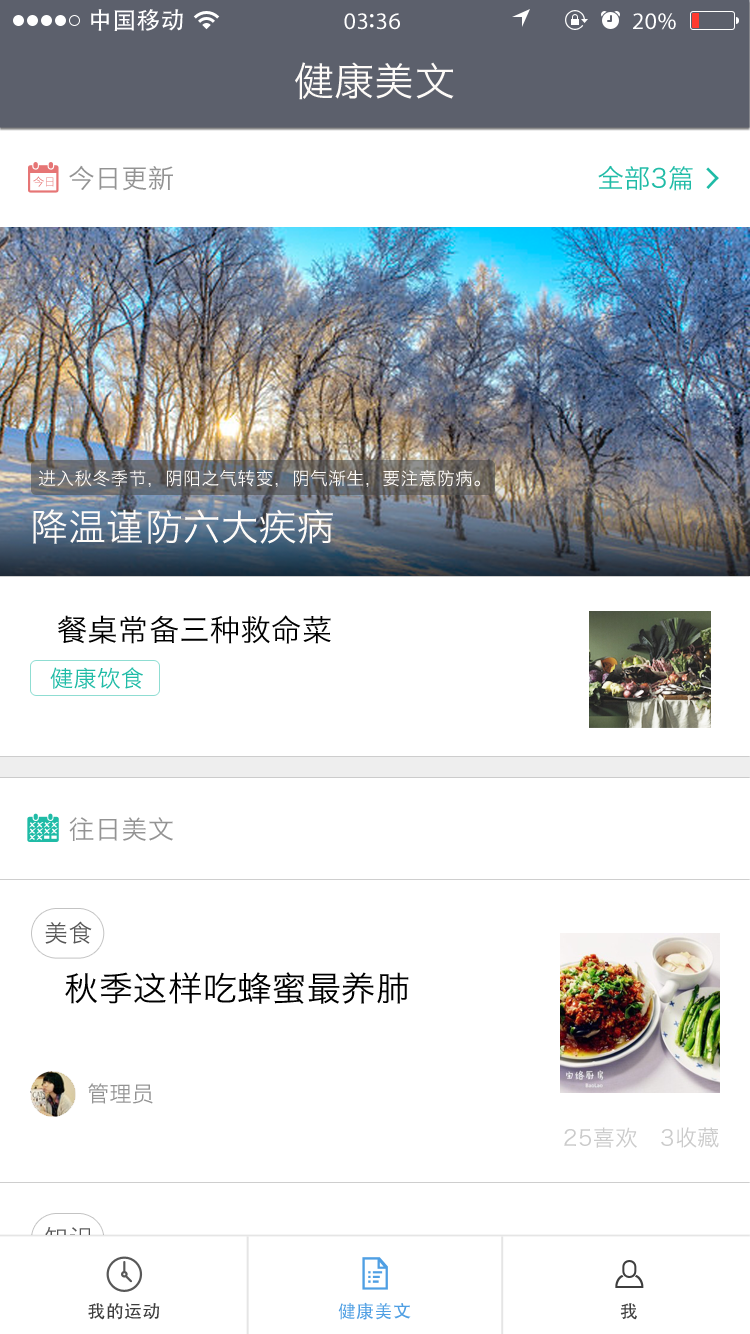 中国移动
03:36
20%
健康美文
今日
今日更新
全部3篇
进入秋冬季节，阴阳之气转变，阴气渐生，要注意防病。
降温谨防六大疾病
餐桌常备三种救命菜
健康饮食
往日美文
美食
秋季这样吃蜂蜜最养肺
管理员
25喜欢
3收藏
知识
我的运动
健康美文
我